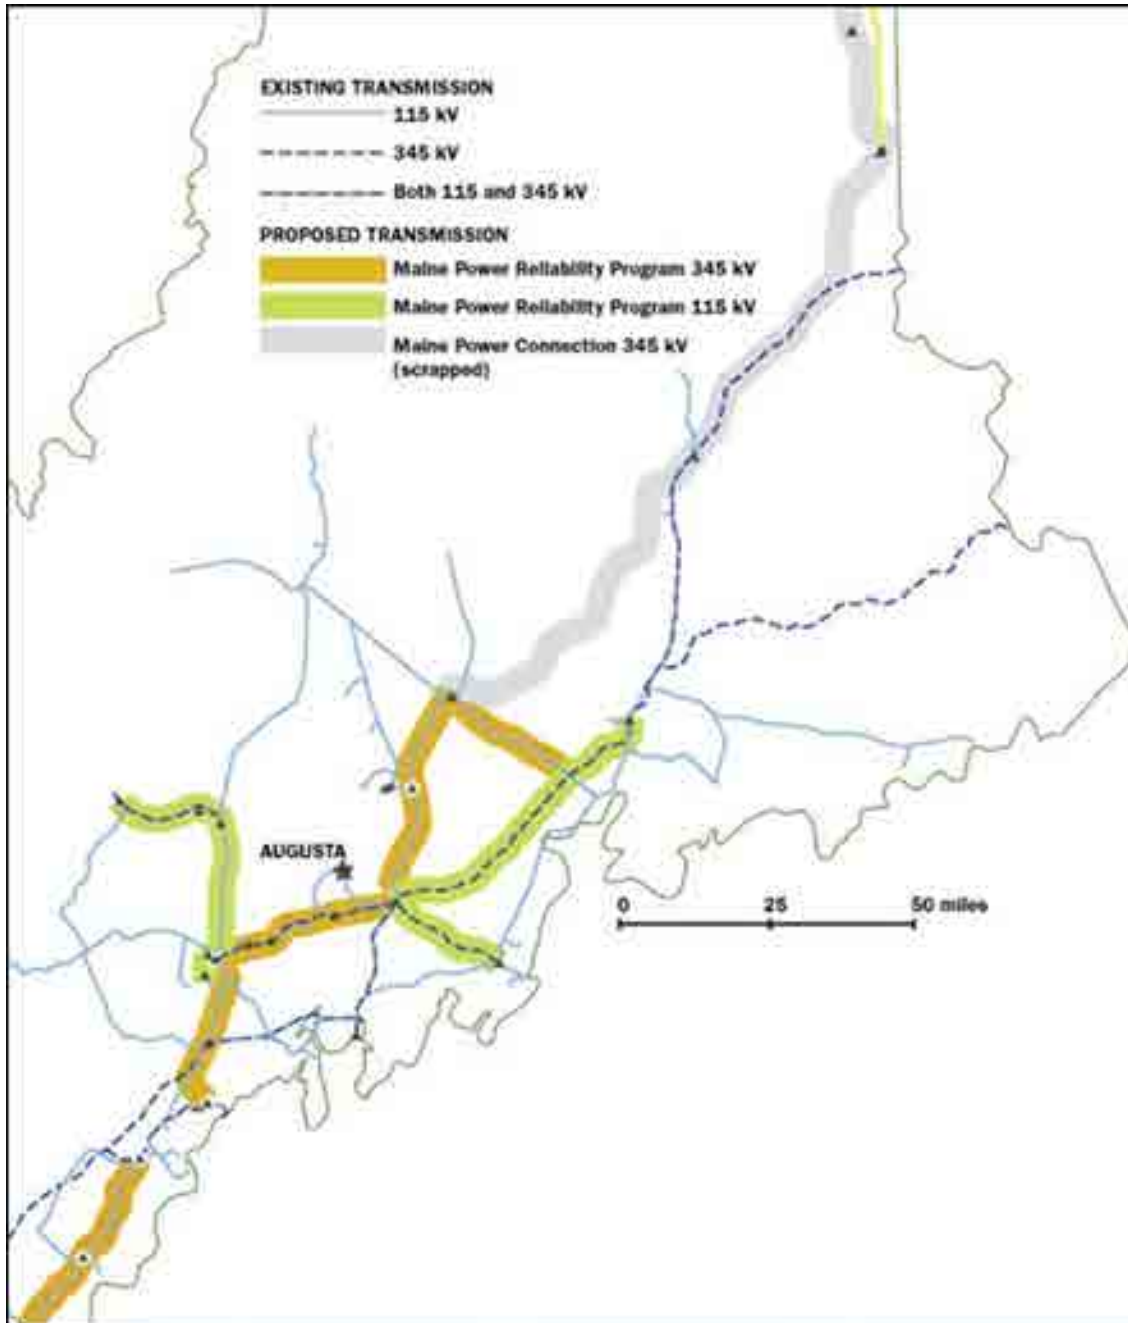 EXISTING TRANSMISSION
115 kV
345 kV
Both 115 and 345 kV
PROPOSED TRANSMISSION
Maine Power Reliability Program 345 kV
Maine Power Reliability Program 115 kV
Maine Power Connection 345 kV
(scrapped)
AUGUSTA
0 25 50 miles